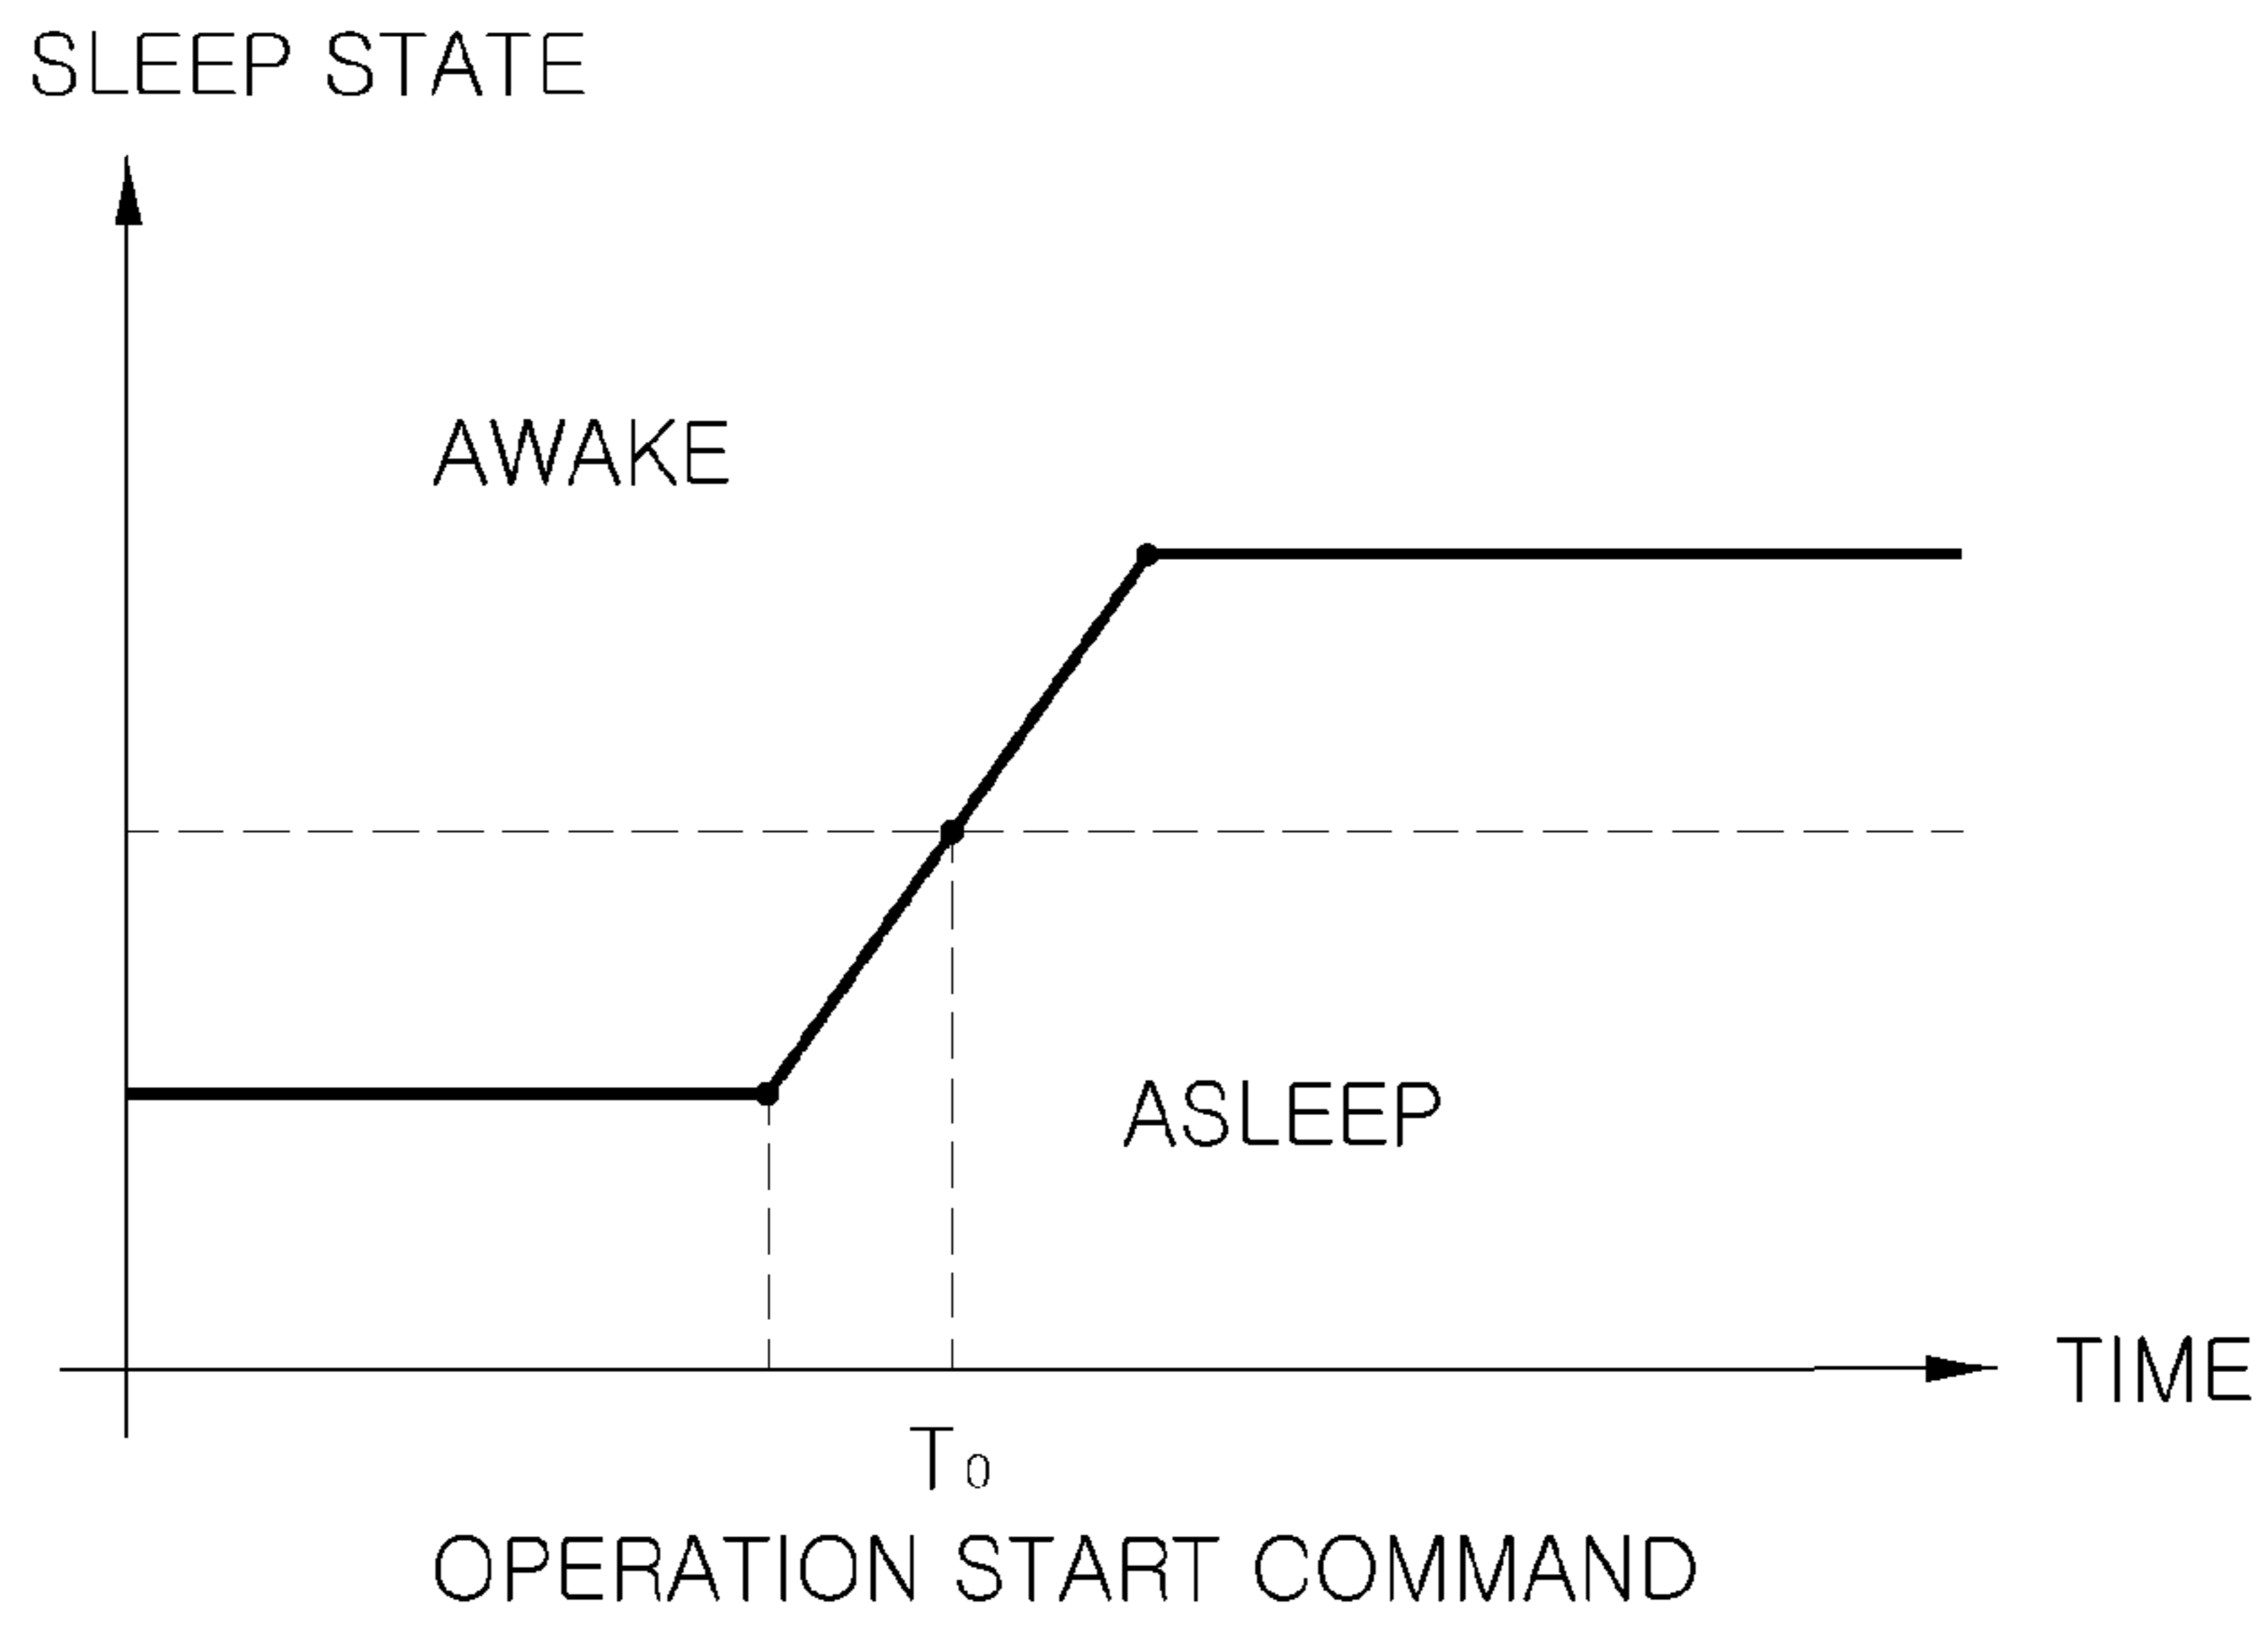 SLEEP STATE
AWAKE
ASLEEP
TIME
T₀
OPERATION START COMMAND